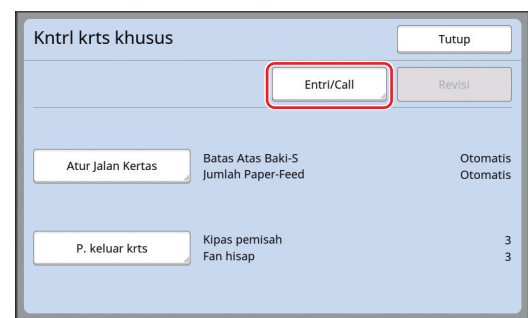 Kntrl krts khusus
Tutup
Entri/Call
Revisi
Atur Jalan Kertas
Batas Atas Baki-S Otomatis
Jumlah Paper-Feed Otomatis
P. keluar krts
Kipas pemisah 3
Fan hisap 3